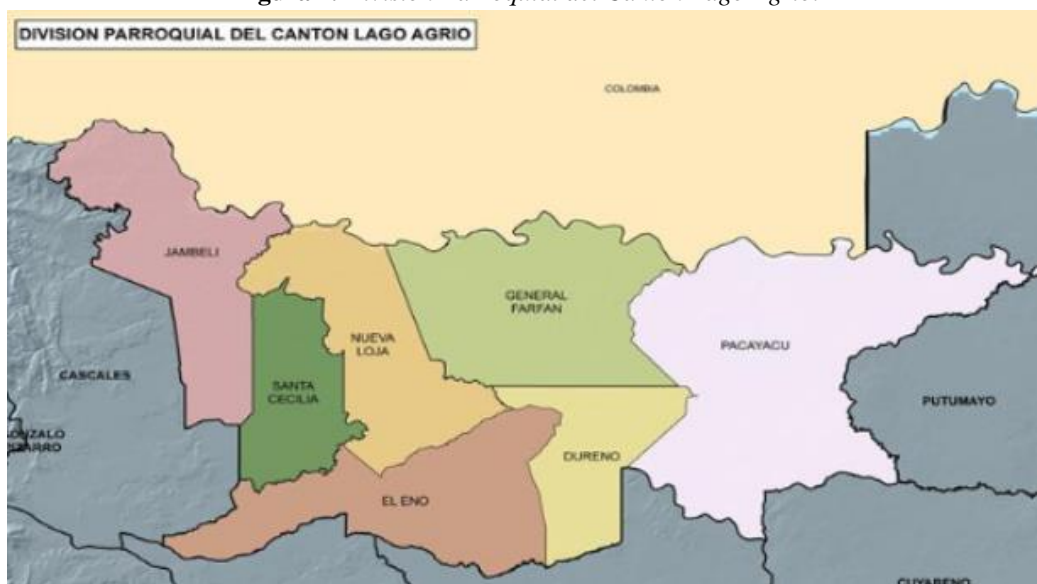 DIVISION PARROQUIAL DEL CANTON LAGO AGRIO
COLOMBIA
JAMBELI
GENERAL
FARFAN
NUEVA
LOJA
PACAYACU
CASCALES
SANTA
CECILIA
PUTUMAYO
DURENO
EL ENO